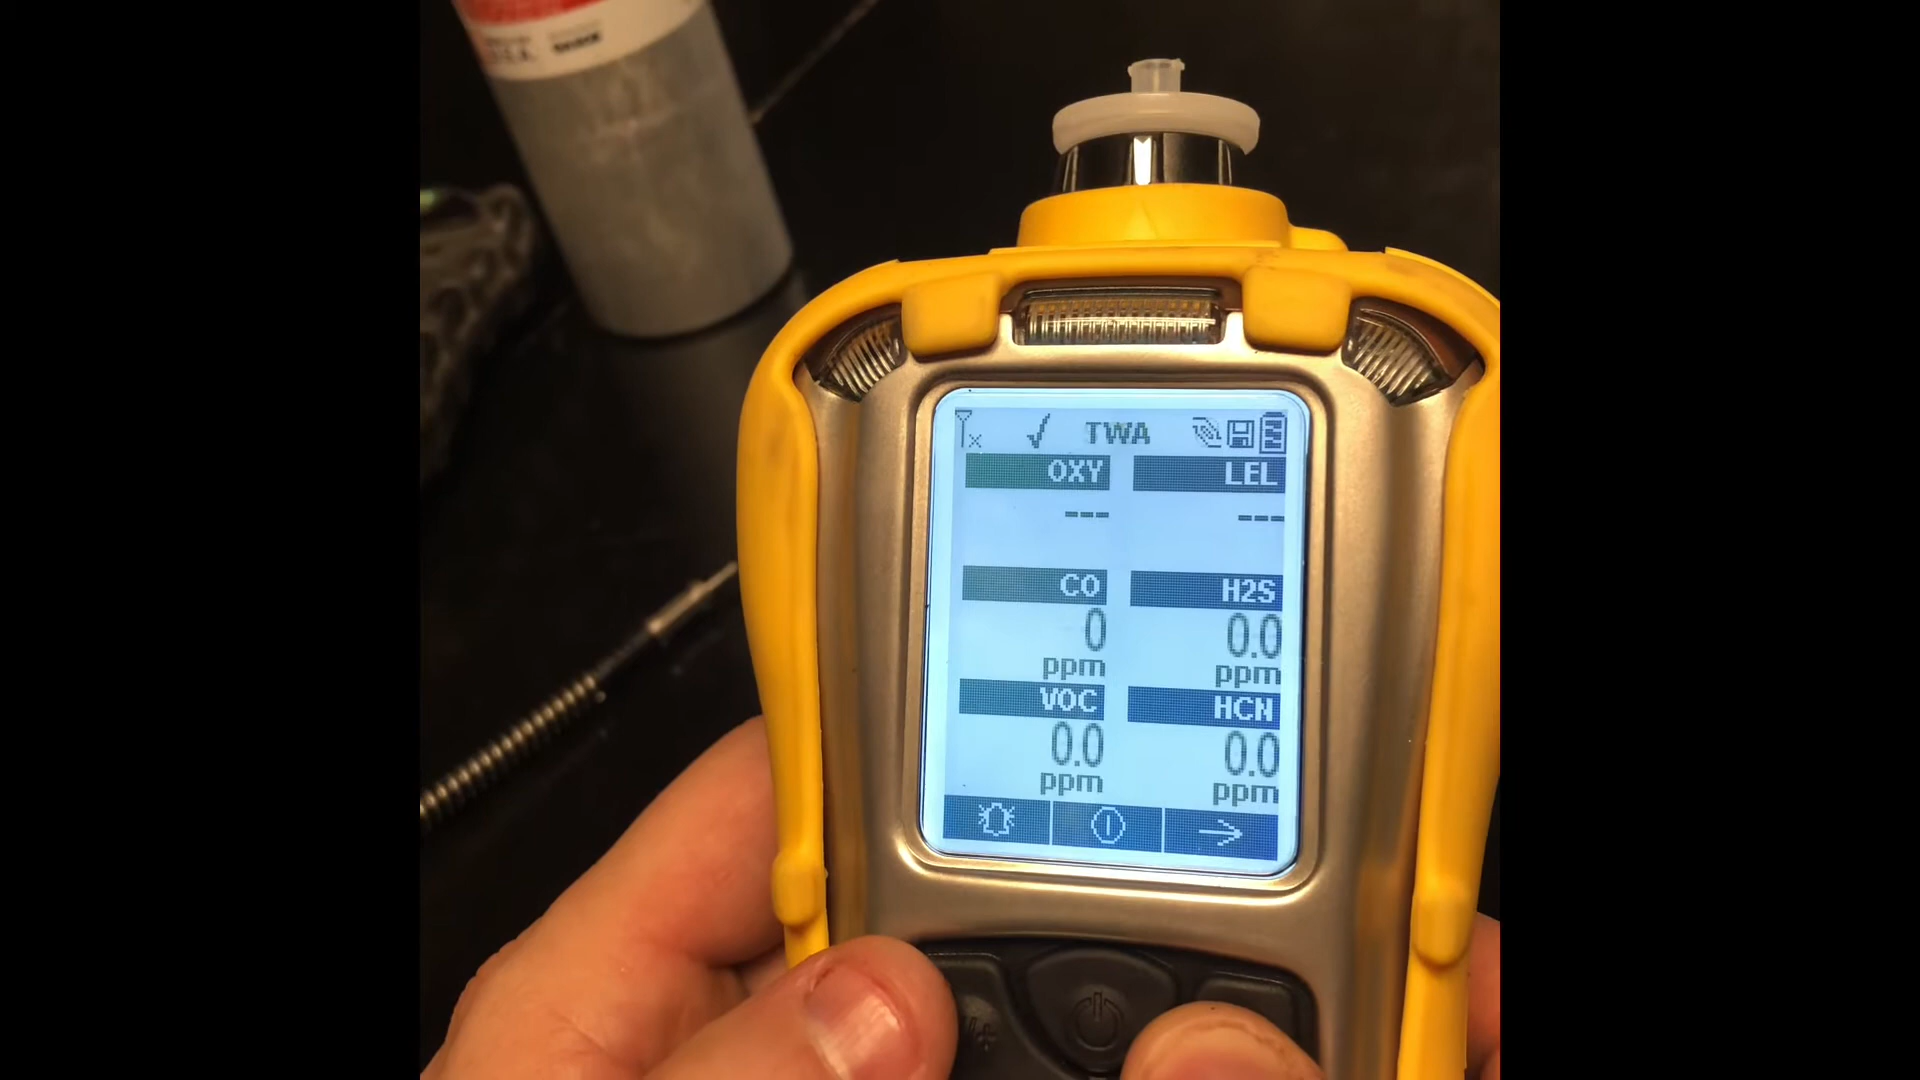 TWA
OXY LEL
--- ---
CO H2S
0 0.0
ppm ppm
VOC HCN
0.0 0.0
ppm ppm